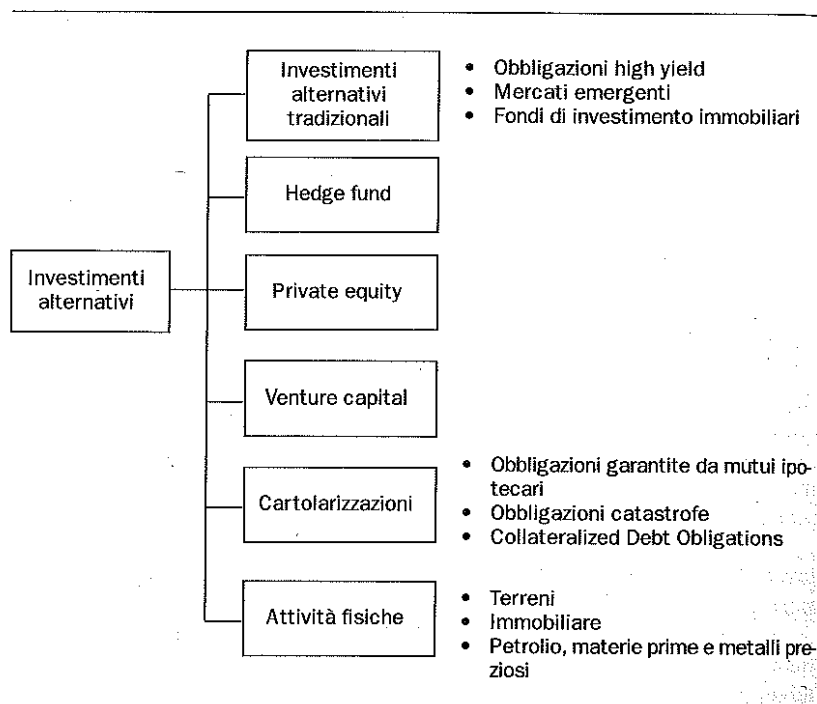 Investimenti
alternativi
Investimenti
alternativi
tradizionali
• Obbligazioni high yield
• Mercati emergenti
• Fondi di investimento immobiliari
Hedge fund
Private equity
Venture capital
Cartolarizzazioni
• Obbligazioni garantite da mutui ipo-
tecari
• Obbligazioni catastrofe
• Collateralized Debt Obligations
Attività fisiche
• Terreni
• Immobiliare
• Petrolio, materie prime e metalli pre-
ziosi